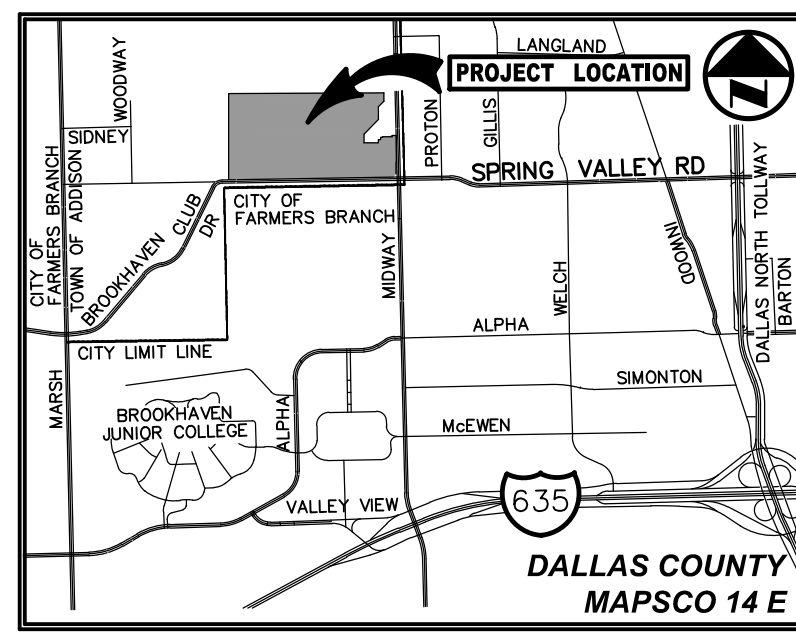 LANGLAND
PROJECT LOCATION
WOODWAY
SIDNEY
PROTON
GILLIS
N
SPRING VALLEY RD
CITY OF
FARMERS BRANCH
TOWN OF ADDISON
BROOKHAVEN CLUB
DR
CITY OF
FARMERS BRANCH
MIDWAY
WELCH
INWOOD
DALLAS NORTH TOLLWAY
BARTON
ALPHA
CITY LIMIT LINE
MARSH
SIMONTON
BROOKHAVEN
JUNIOR COLLEGE
ALPHA
McEWEN
VALLEY VIEW
635
DALLAS COUNTY
MAPSCO 14 E